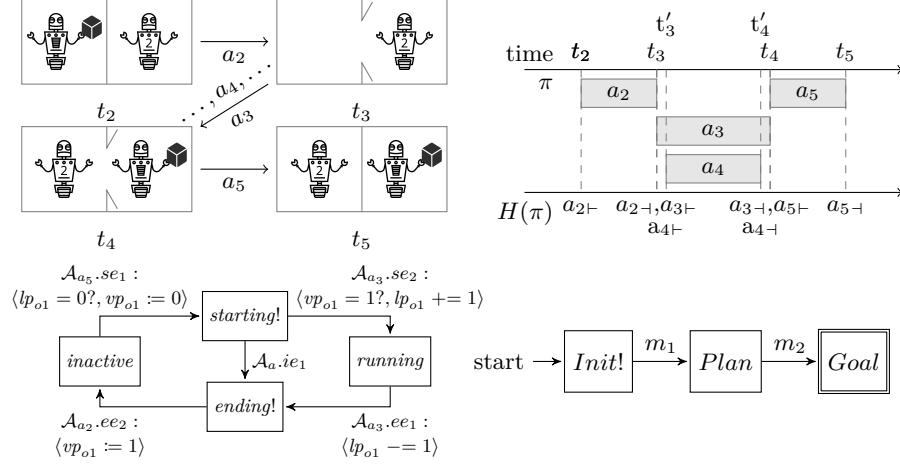 2
a₂
t₂
…, a₄, …
a₃
t₃
2
2
a₅
t₄
t₅
t′₃ t′₄
time t₂ t₃ t₄ t₅
π
a₂ a₅
a₃
a₄
H(π) a₂⊢ a₂⊣,a₃⊢ a₃⊣,a₅⊢ a₅⊣
a₄⊢ a₄⊣
𝒜ₐ₅.se₁ : 𝒜ₐ₃.se₂ :
⟨lpₒ₁ = 0?, vpₒ₁ := 0⟩ starting! ⟨vpₒ₁ = 1?, lpₒ₁ += 1⟩
inactive 𝒜ₐ.ie₁ running
𝒜ₐ₂.ee₂ : ending! 𝒜ₐ₃.ee₁ :
⟨vpₒ₁ := 1⟩ ⟨lpₒ₁ −= 1⟩
start Init! m₁ Plan m₂ Goal